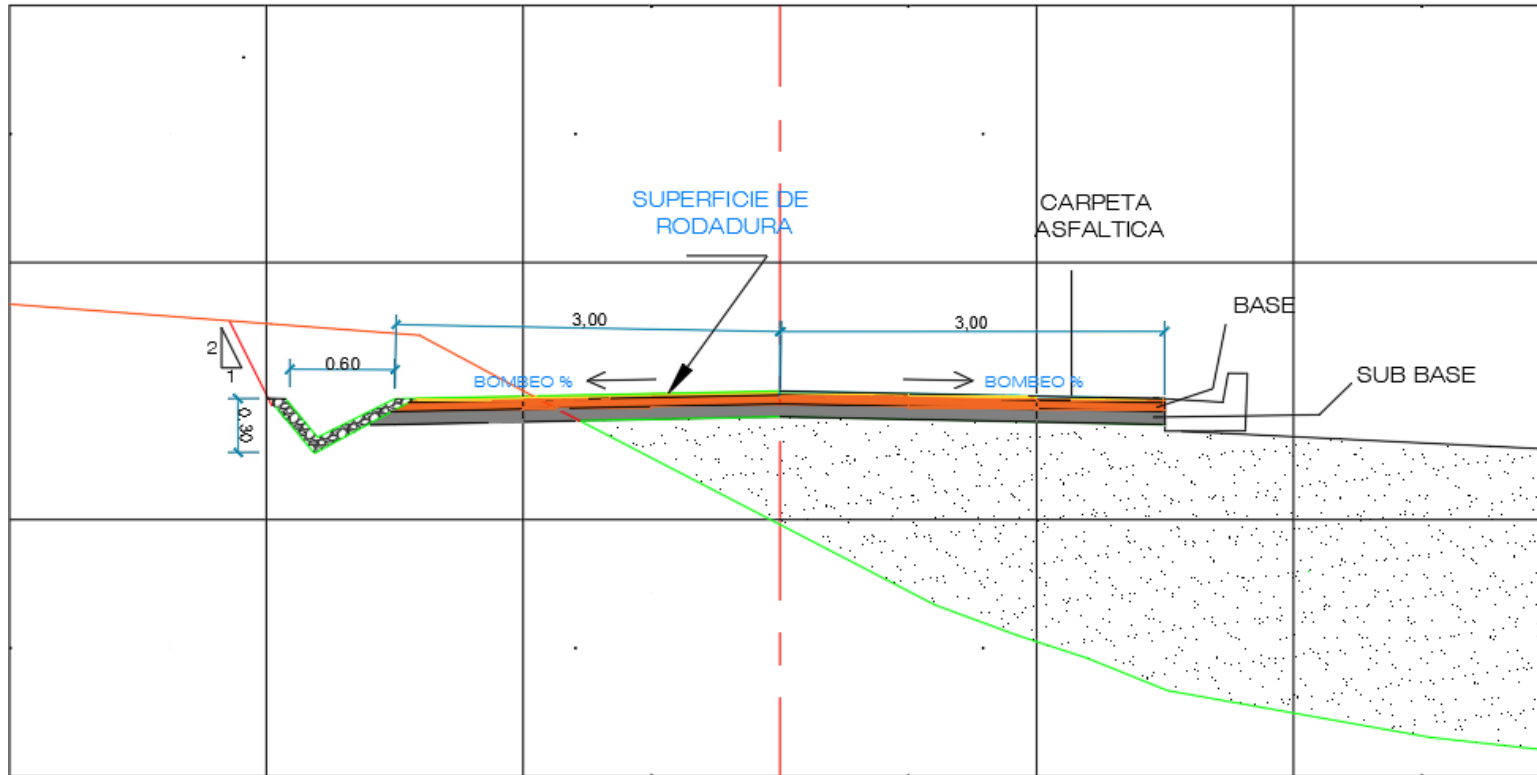 SUPERFICIE DE
RODADURA
CARPETA
ASFALTICA
BASE
3,00
3,00
2
1
0.60
BOMBEO %
BOMBEO %
SUB BASE
0.30